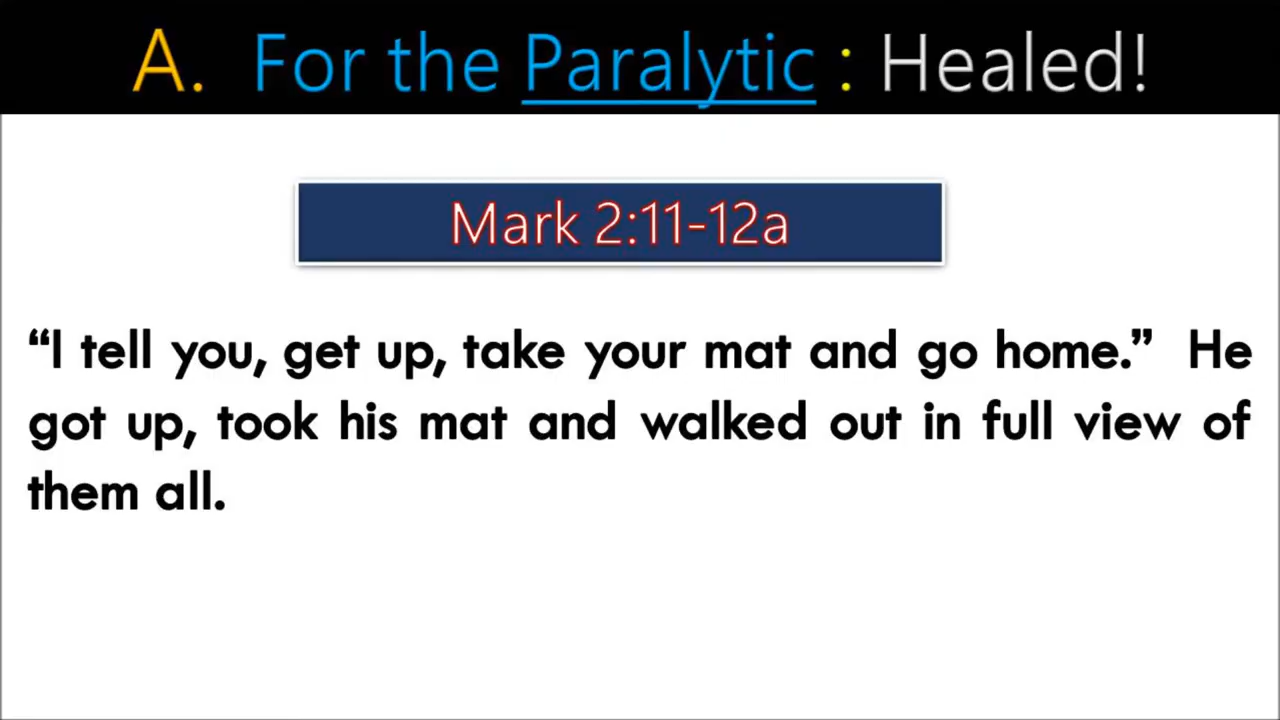 A. For the Paralytic : Healed!
Mark 2:11-12a
“I tell you, get up, take your mat and go home.” He
got up, took his mat and walked out in full view of
them all.